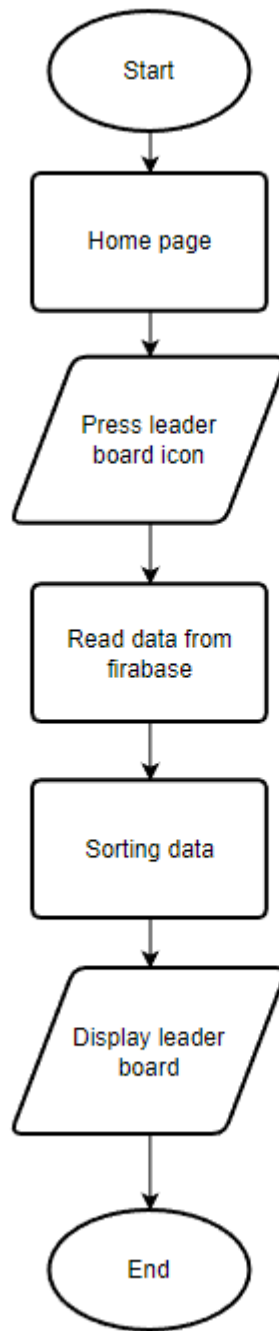 Start
Home page
Press leader
board icon
Read data from
firabase
Sorting data
Display leader
board
End